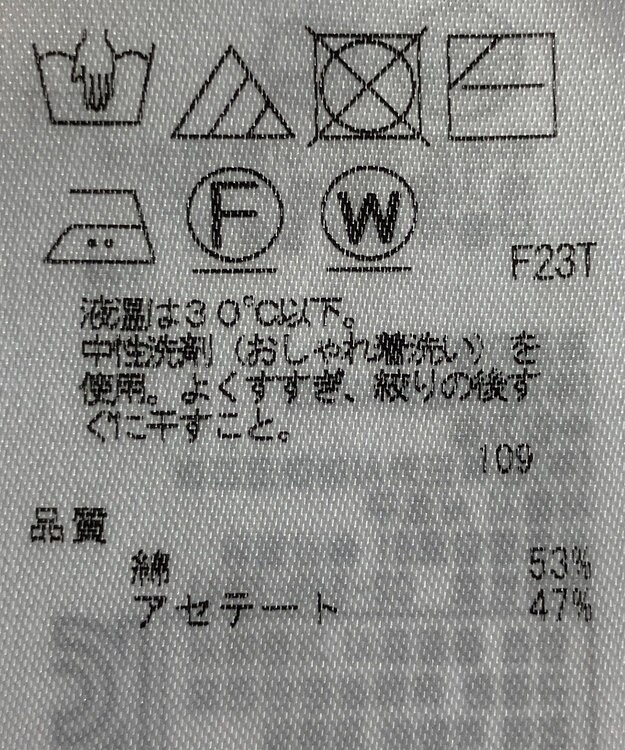 F
W
F23T
液温は30℃以下。
中性洗剤（おしゃれ着洗い）を
使用。よくすすぎ、絞りの後す
ぐに干すこと。
109
品質
綿 53%
アセテート 47%